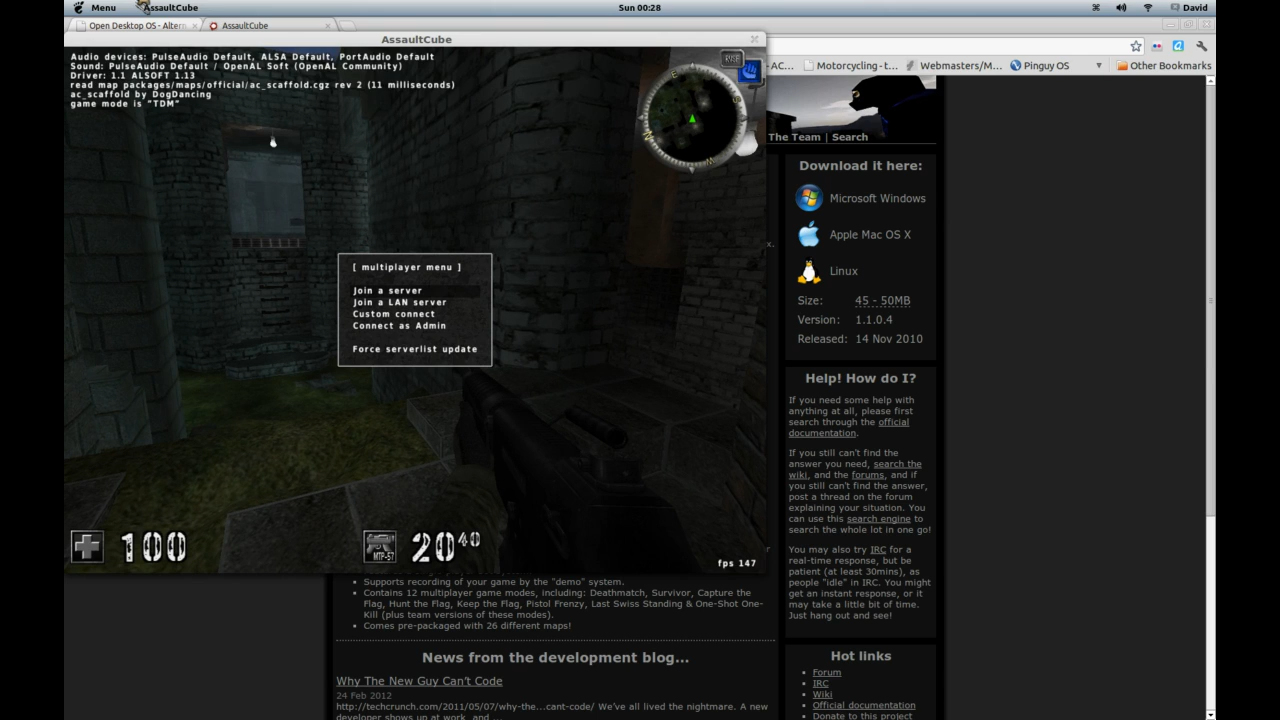 Menu
AssaultCube
Sun 00:28
David
Open Desktop OS - Altern
AssaultCube
AssaultCube
AC...
Motorcycling - t...
Webmasters/M...
Pinguy OS
Other Bookmarks
Audio devices: PulseAudio Default, ALSA Default, PortAudio Default
Sound: PulseAudio Default / OpenAL Soft (OpenAL Community)
Driver: 1.1 ALSOFT 1.13
read map packages/maps/official/ac_scaffold.cgz rev 2 (11 milliseconds)
ac_scaffold by DogDancing
game mode is "TDM"
E
N
W
[ multiplayer menu ]
Join a server
Join a LAN server
Custom connect
Connect as Admin
Force serverlist update
100
MTP-57
20 40
fps 147
The Team | Search
Download it here:
Microsoft Windows
Apple Mac OS X
Linux
Size: 45 - 50MB
Version: 1.1.0.4
Released: 14 Nov 2010
Help! How do I?
If you need some help with
anything at all, please first
search through the official
documentation.
If you still can't find the
answer you need, search the
wiki, and the forums, and if
you still can't find the answer,
post a thread on the forum
explaining your situation. You
can use this search engine to
search the whole lot in one go!
You may also try IRC for a
real-time response, but be
patient (at least 30mins), as
people "idle" in IRC. You might
get an instant response, or it
may take a little bit of time.
Just hang out and see!
Hot links
Forum
IRC
Wiki
Official documentation
Donate to this project
Supports recording of your game by the "demo" system.
Contains 12 multiplayer game modes, including: Deathmatch, Survivor, Capture the
Flag, Hunt the Flag, Keep the Flag, Pistol Frenzy, Last Swiss Standing & One-Shot One-
Kill (plus team versions of these modes).
Comes pre-packaged with 26 different maps!
News from the development blog...
Why The New Guy Can't Code
24 Feb 2012
http://techcrunch.com/2011/05/07/why-the...cant-code/ We've all lived the nightmare. A new
developer shows up at work, and ...